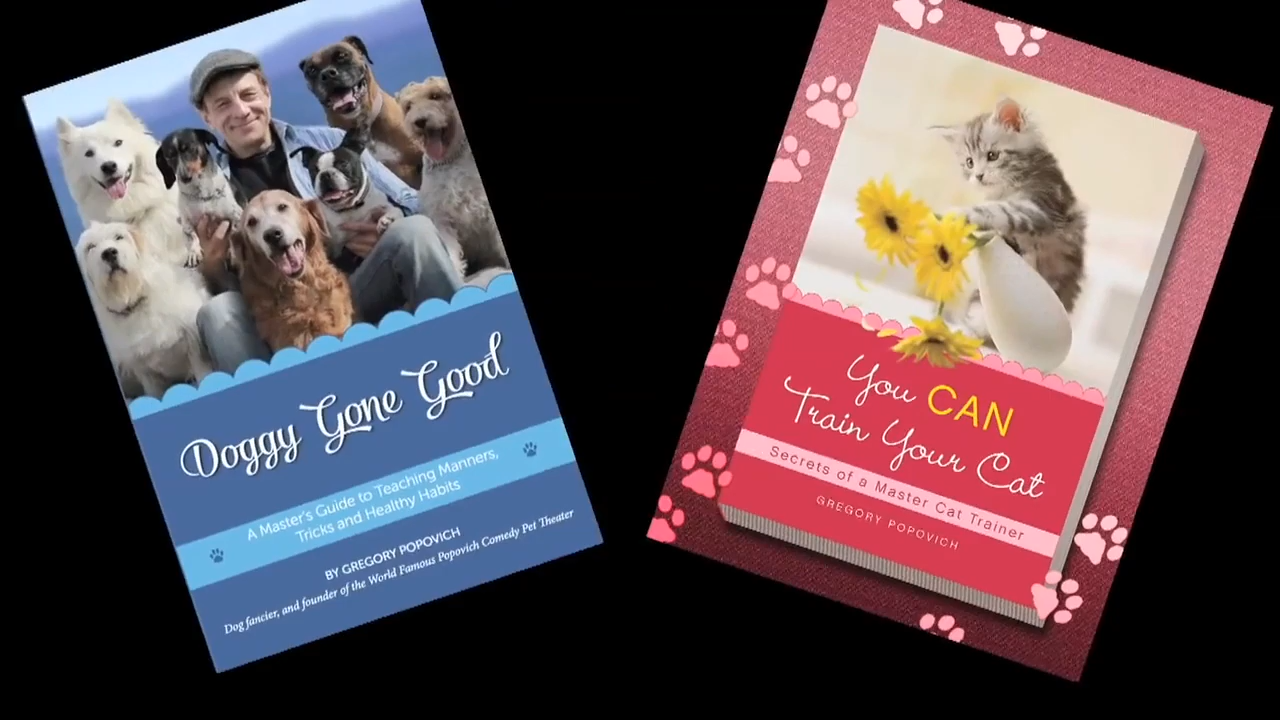 Doggy Gone Good
A Master's Guide to Teaching Manners,
Tricks and Healthy Habits
BY GREGORY POPOVICH
Dog fancier, and founder of the World Famous Popovich Comedy Pet Theater
You CAN
Train Your Cat
Secrets of a Master Cat Trainer
GREGORY POPOVICH